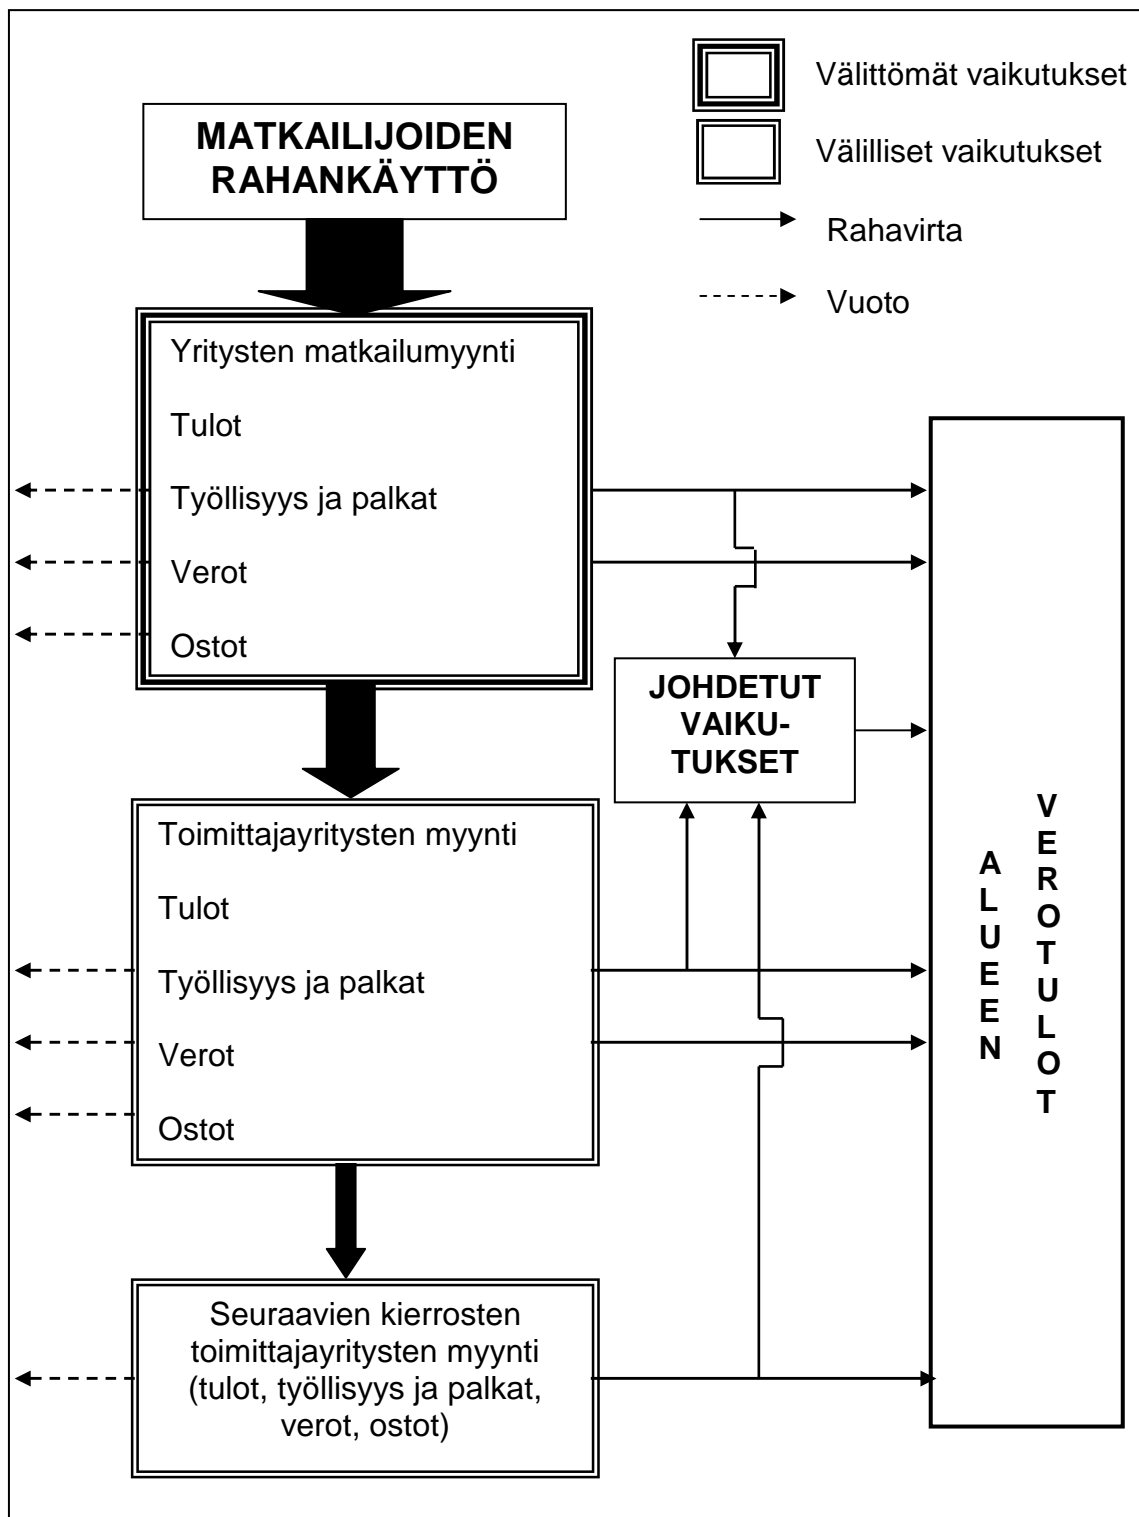 Välittömät vaikutukset
Välilliset vaikutukset
Rahavirta
Vuoto
MATKAILIJOIDEN
RAHANKÄYTTÖ
Yritysten matkailumyynti
Tulot
Työllisyys ja palkat
Verot
Ostot
JOHDETUT
VAIKU-
TUKSET
Toimittajayritysten myynti
Tulot
Työllisyys ja palkat
Verot
Ostot
Seuraavien kierrosten
toimittajayritysten myynti
(tulot, työllisyys ja palkat,
verot, ostot)
ALUEEN
VEROTULOT